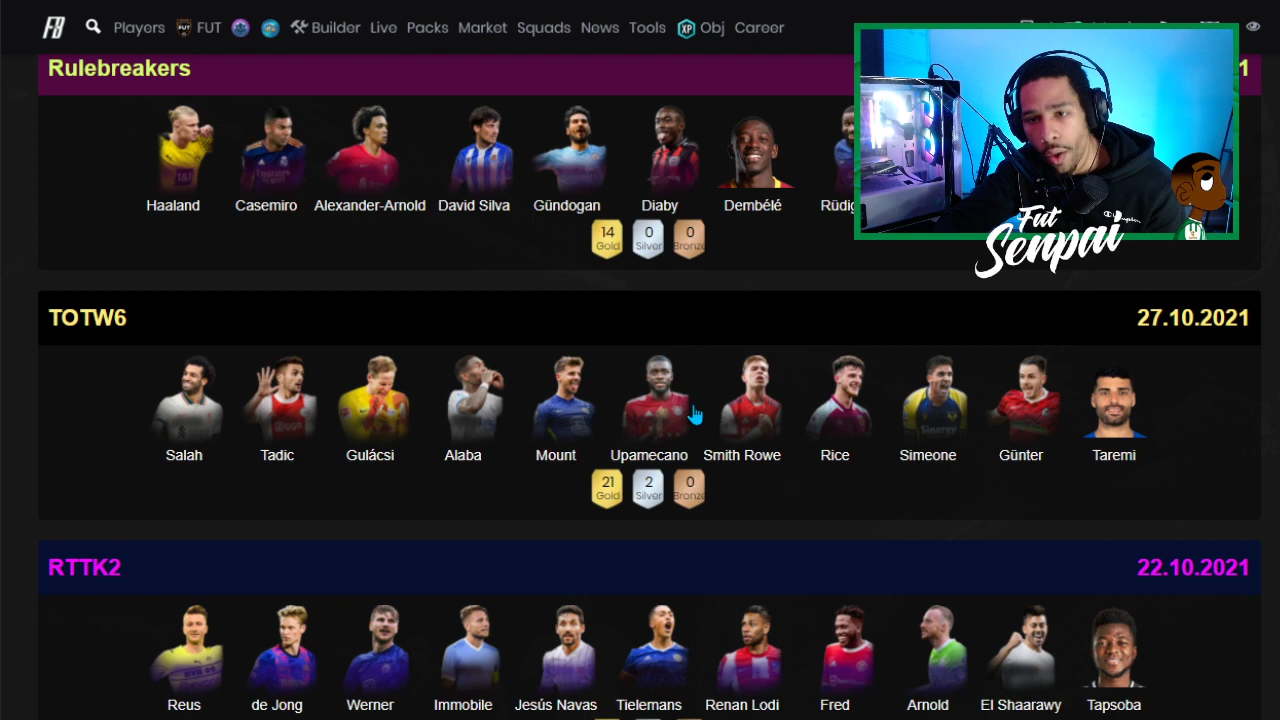 FB Players FUT FUT Builder Live Packs Market Squads News Tools XP Obj Career
Rulebreakers
Haaland Casemiro Alexander-Arnold David Silva Gündogan Diaby Dembélé
14 0 0
Gold Silver Bronze
Fut
Senpai
TOTW6 27.10.2021
Salah Tadic Gulácsi Alaba Mount Upamecano Smith Rowe Rice Simeone Günter Taremi
21 2 0
Gold Silver Bronze
RTTK2 22.10.2021
Reus de Jong Werner Immobile Jesús Navas Tielemans Renan Lodi Fred Arnold El Shaarawy Tapsoba